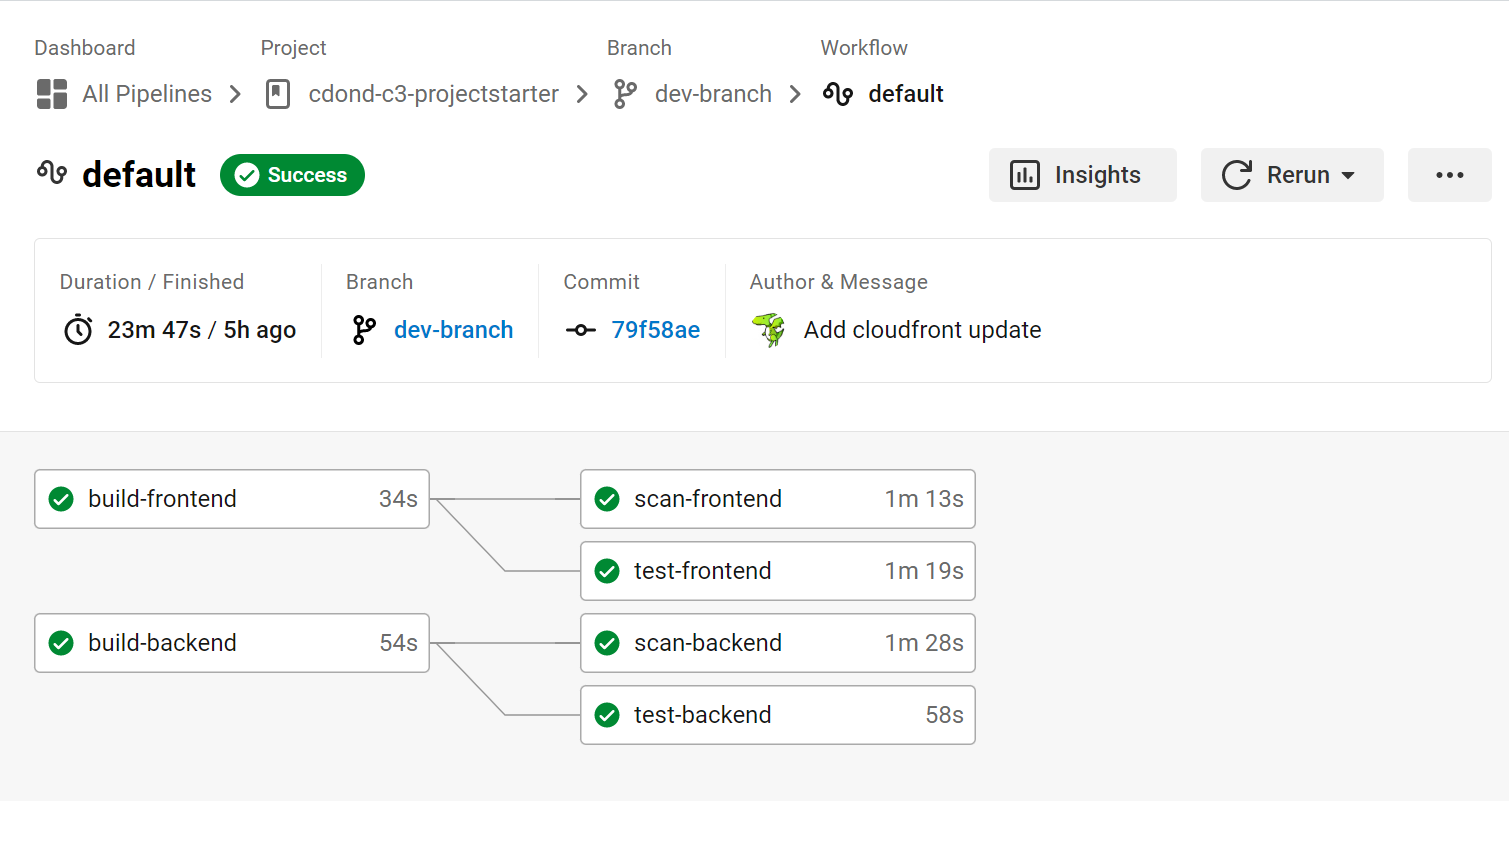 Dashboard Project Branch Workflow
All Pipelines cdond-c3-projectstarter dev-branch default
default Success Insights Rerun
Duration / Finished Branch Commit Author & Message
23m 47s / 5h ago dev-branch 79f58ae Add cloudfront update
build-frontend 34s scan-frontend 1m 13s
test-frontend 1m 19s
build-backend 54s scan-backend 1m 28s
test-backend 58s